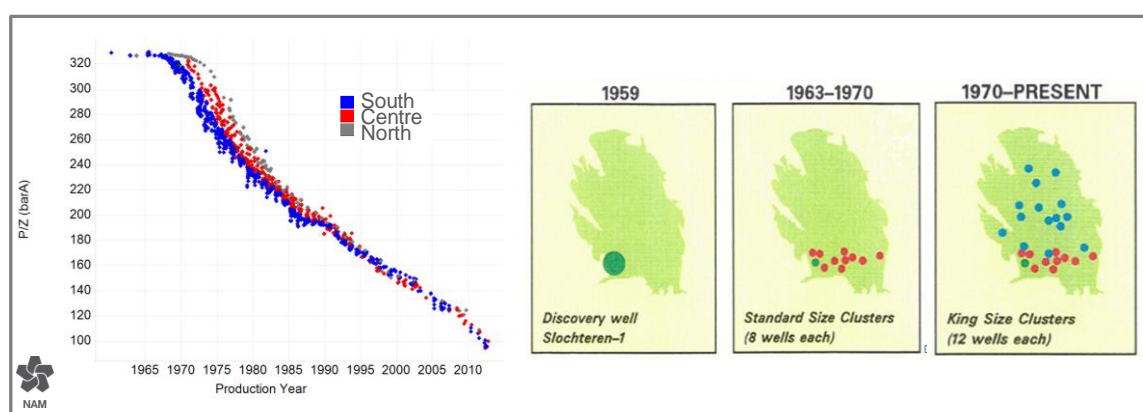 P/Z (barA)
320
300
280
260
240
220
200
180
160
140
120
100
1965 1970 1975 1980 1985 1990 1995 2000 2005 2010
Production Year
South
Centre
North
NAM
1959
Discovery well
Slochteren–1
1963–1970
Standard Size Clusters
(8 wells each)
1970–PRESENT
King Size Clusters
(12 wells each)